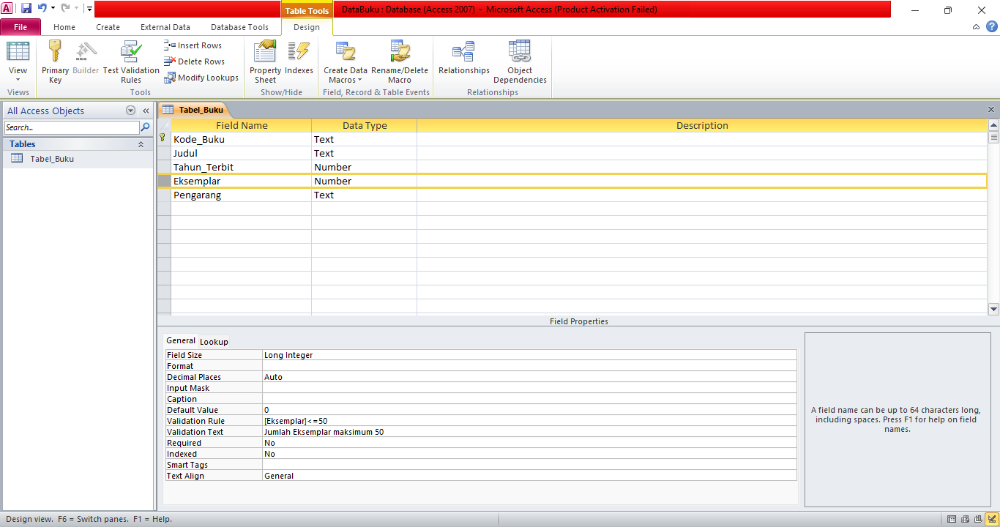 Table Tools
DataBuku : Database (Access 2007) - Microsoft Access (Product Activation Failed)
File Home Create External Data Database Tools Design
View
Primary Key
Builder
Test Validation Rules
Insert Rows
Delete Rows
Modify Lookups
Property Sheet
Indexes
Create Data Macros
Rename/Delete Macro
Relationships
Object Dependencies
Views Tools Show/Hide Field, Record & Table Events Relationships
All Access Objects
Search...
Tables
Tabel_Buku
Tabel_Buku
Field Name Data Type Description
Kode_Buku Text
Judul Text
Tahun_Terbit Number
Eksemplar Number
Pengarang Text
Field Properties
General Lookup
Field Size Long Integer
Format
Decimal Places Auto
Input Mask
Caption
Default Value 0
Validation Rule [Eksemplar]<=50
Validation Text Jumlah Eksemplar maksimum 50
Required No
Indexed No
Smart Tags
Text Align General
A field name can be up to 64 characters long,
including spaces. Press F1 for help on field
names.
Design view. F6 = Switch panes. F1 = Help.